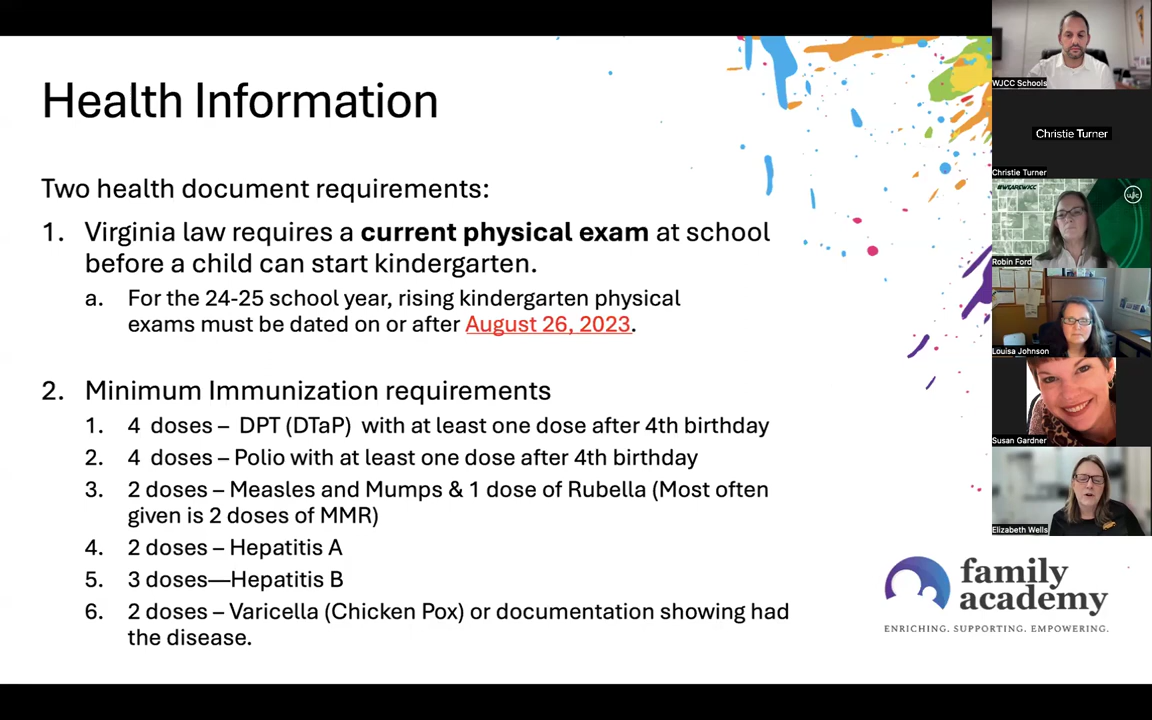 Health Information
Two health document requirements:
1. Virginia law requires a current physical exam at school
before a child can start kindergarten.
a. For the 24-25 school year, rising kindergarten physical
exams must be dated on or after August 26, 2023.
2. Minimum Immunization requirements
1. 4 doses – DPT (DTaP) with at least one dose after 4th birthday
2. 4 doses – Polio with at least one dose after 4th birthday
3. 2 doses – Measles and Mumps & 1 dose of Rubella (Most often
given is 2 doses of MMR)
4. 2 doses – Hepatitis A
5. 3 doses—Hepatitis B
6. 2 doses – Varicella (Chicken Pox) or documentation showing had
the disease.
family
academy
ENRICHING. SUPPORTING. EMPOWERING.
WJCC Schools
Christie Turner
Christie Turner
#WEAREWJCC
wjc
Robin Ford
Louisa Johnson
Susan Gardner
Elizabeth Wells